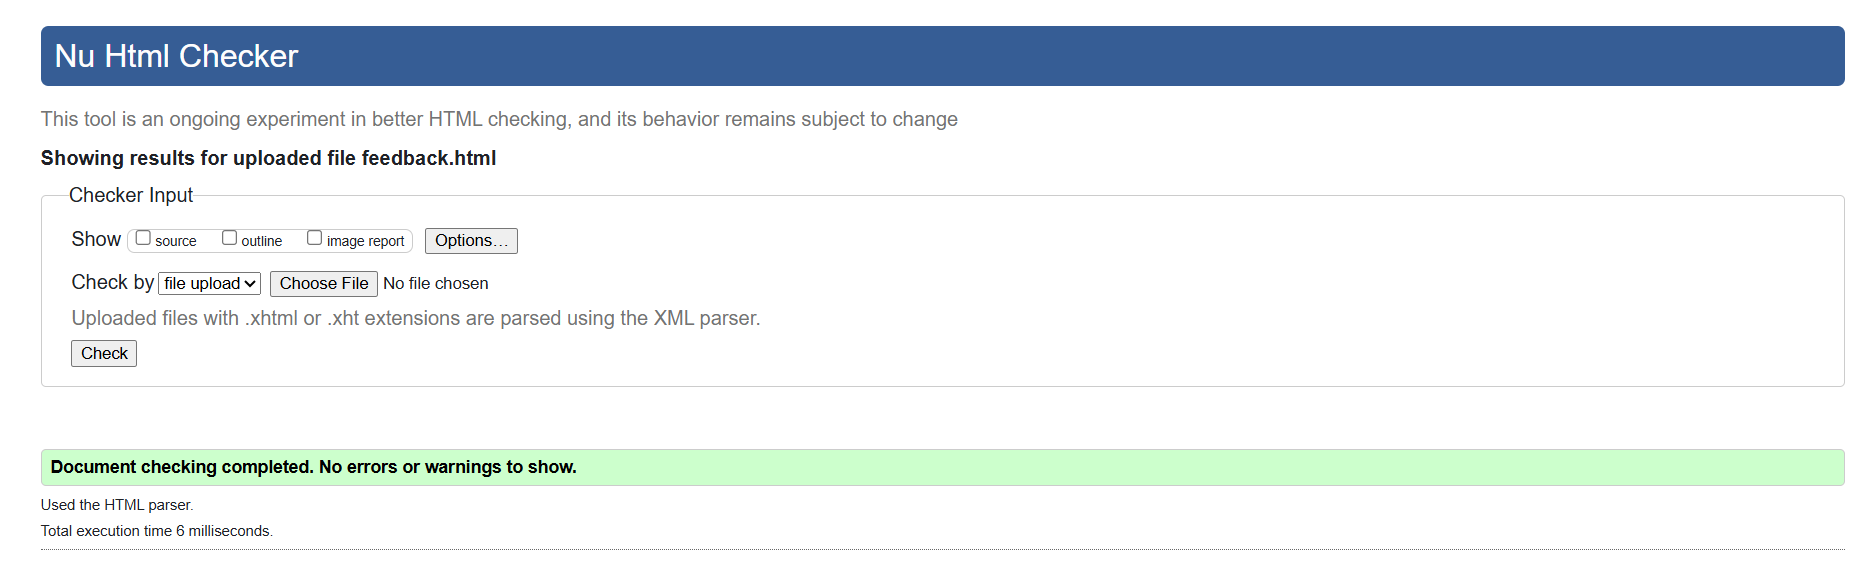 Nu Html Checker
This tool is an ongoing experiment in better HTML checking, and its behavior remains subject to change
Showing results for uploaded file feedback.html
Checker Input
Show source outline image report Options...
Check by file upload Choose File No file chosen
Uploaded files with .xhtml or .xht extensions are parsed using the XML parser.
Check
Document checking completed. No errors or warnings to show.
Used the HTML parser.
Total execution time 6 milliseconds.